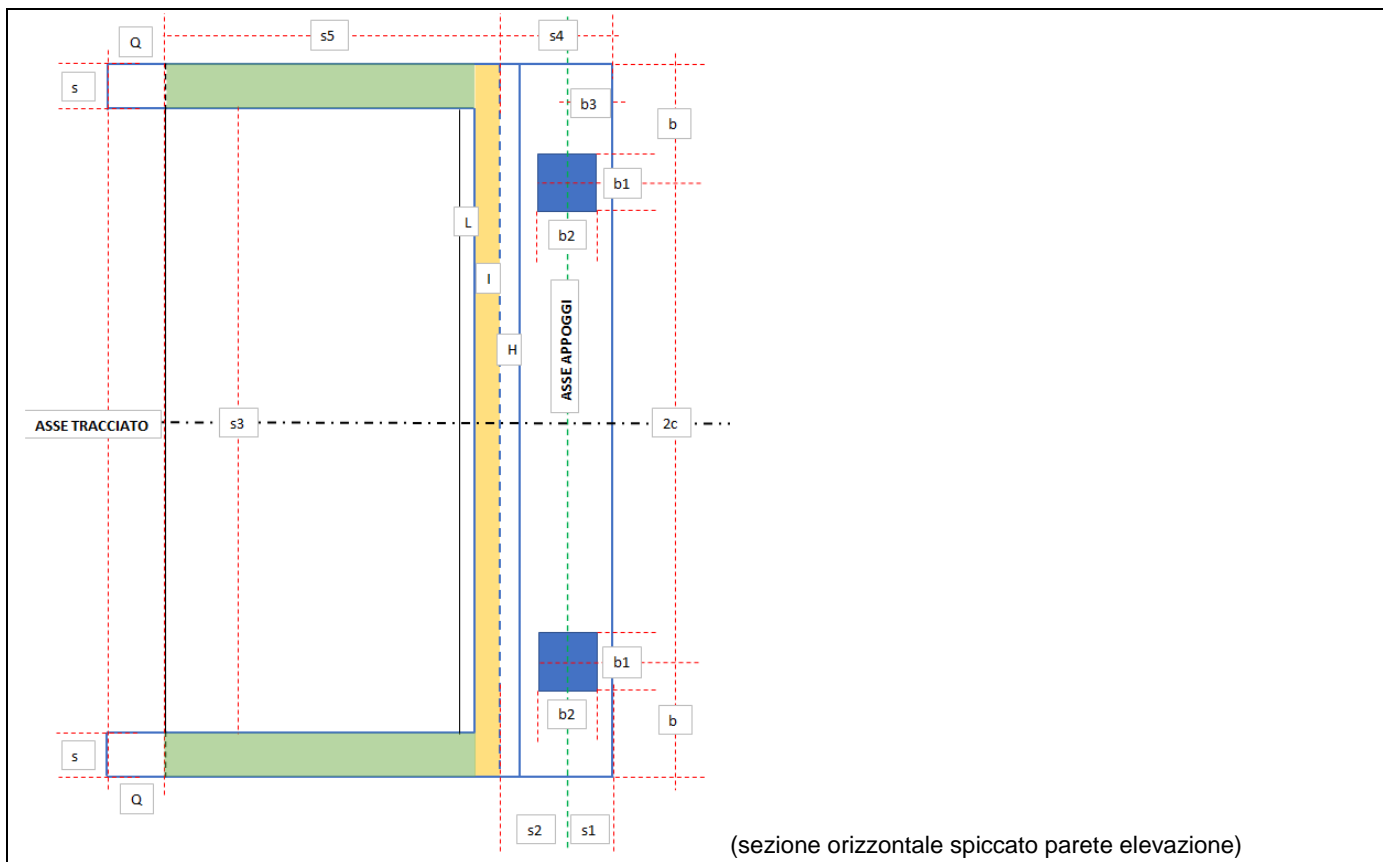 Q
s5
s4
s
b3
b
b1
L
b2
I
ASSE APPOGGI
H
ASSE TRACCIATO
s3
2c
b1
b2
b
s
Q
s2
s1
(sezione orizzontale spiccato parete elevazione)